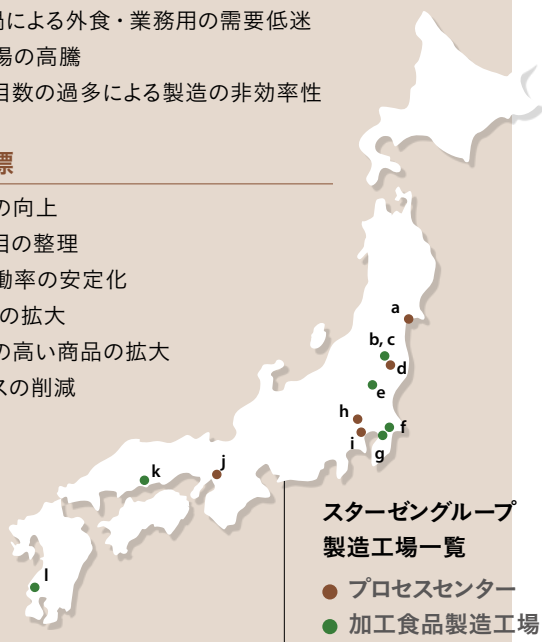 による外食・業務用の需要低迷
場の高騰
目数の過多による製造の非効率性
標
の向上
目の整理
働率の安定化
の拡大
の高い商品の拡大
スの削減
a
b, c
d
e
h
f
i
g
j
k
l
スターゼングループ
製造工場一覧
プロセスセンター
加工食品製造工場